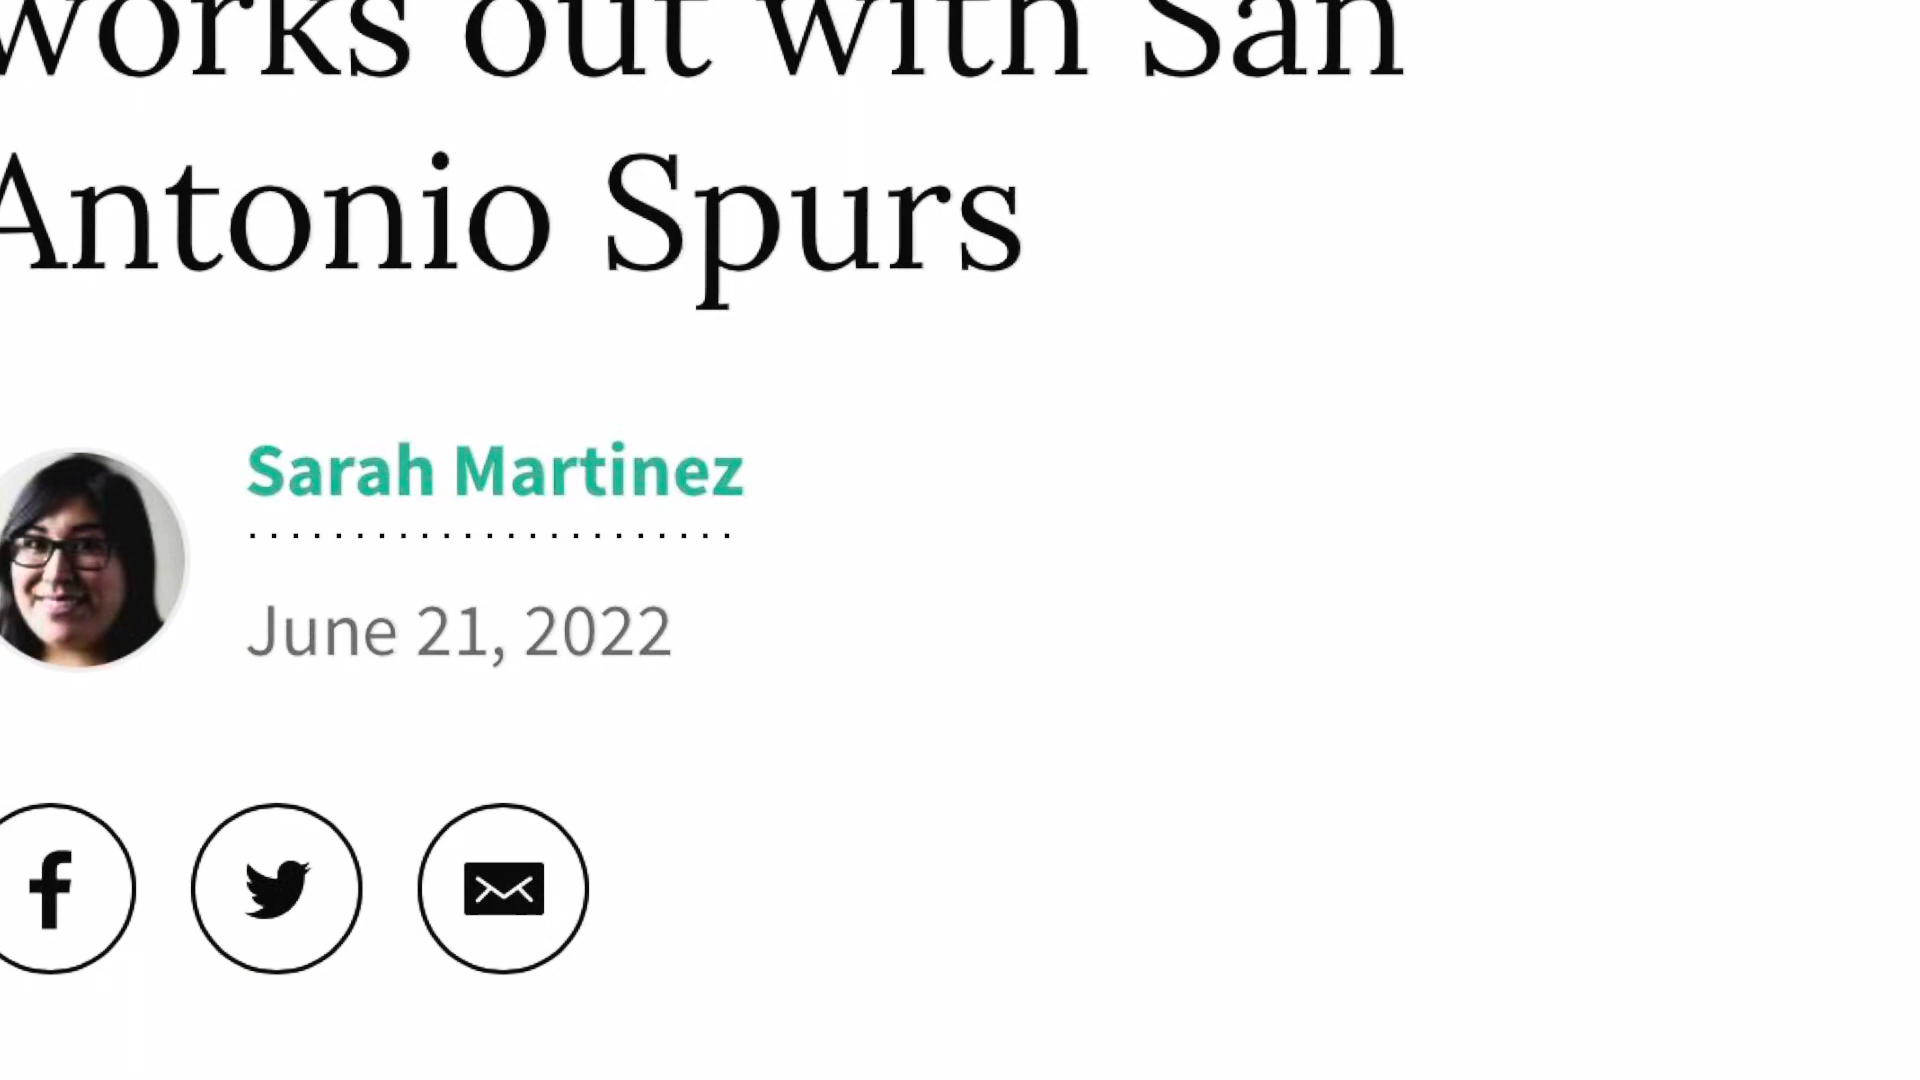 works out with San
Antonio Spurs
Sarah Martinez
June 21, 2022